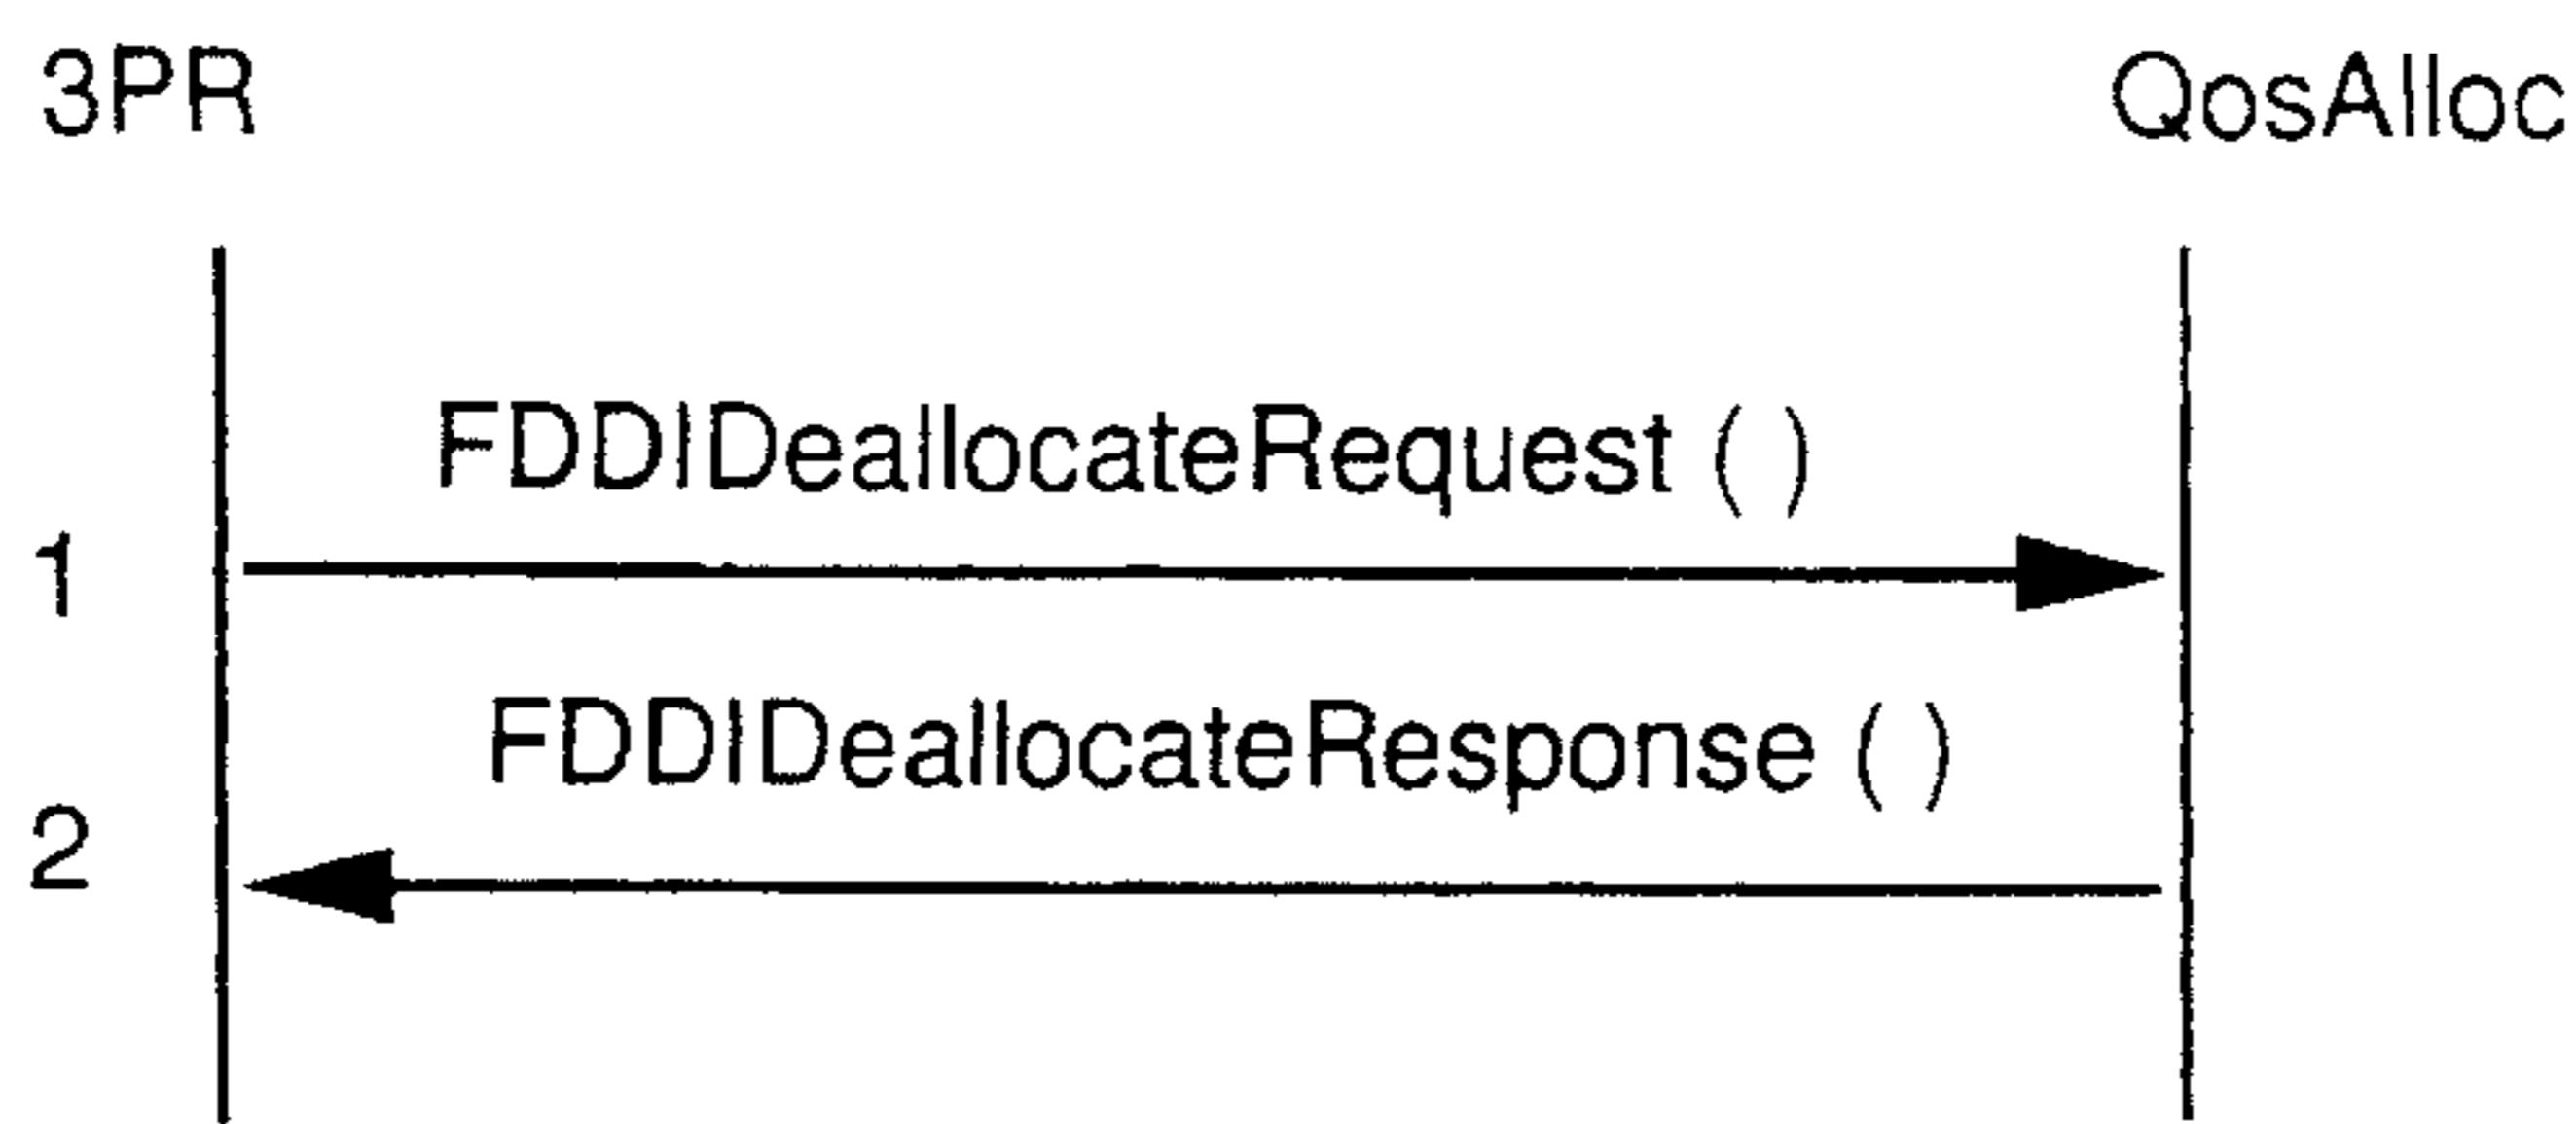 3PR QosAlloc
FDDIDeallocateRequest ( )
1
FDDIDeallocateResponse ( )
2